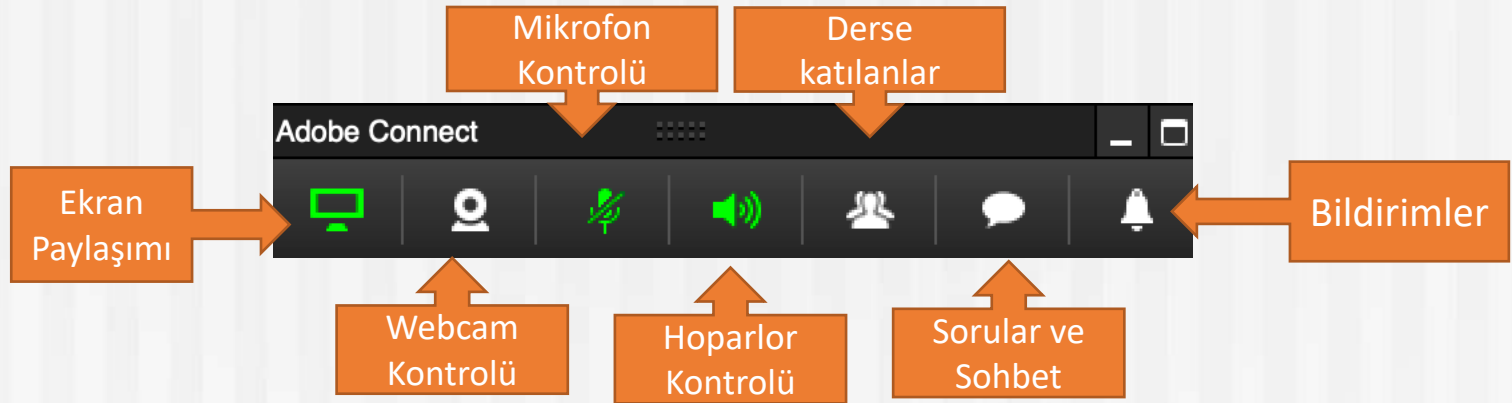 Mikrofon
Kontrolü
Derse
katılanlar
Adobe Connect
Ekran
Paylaşımı
Bildirimler
Webcam
Kontrolü
Hoparlor
Kontrolü
Sorular ve
Sohbet